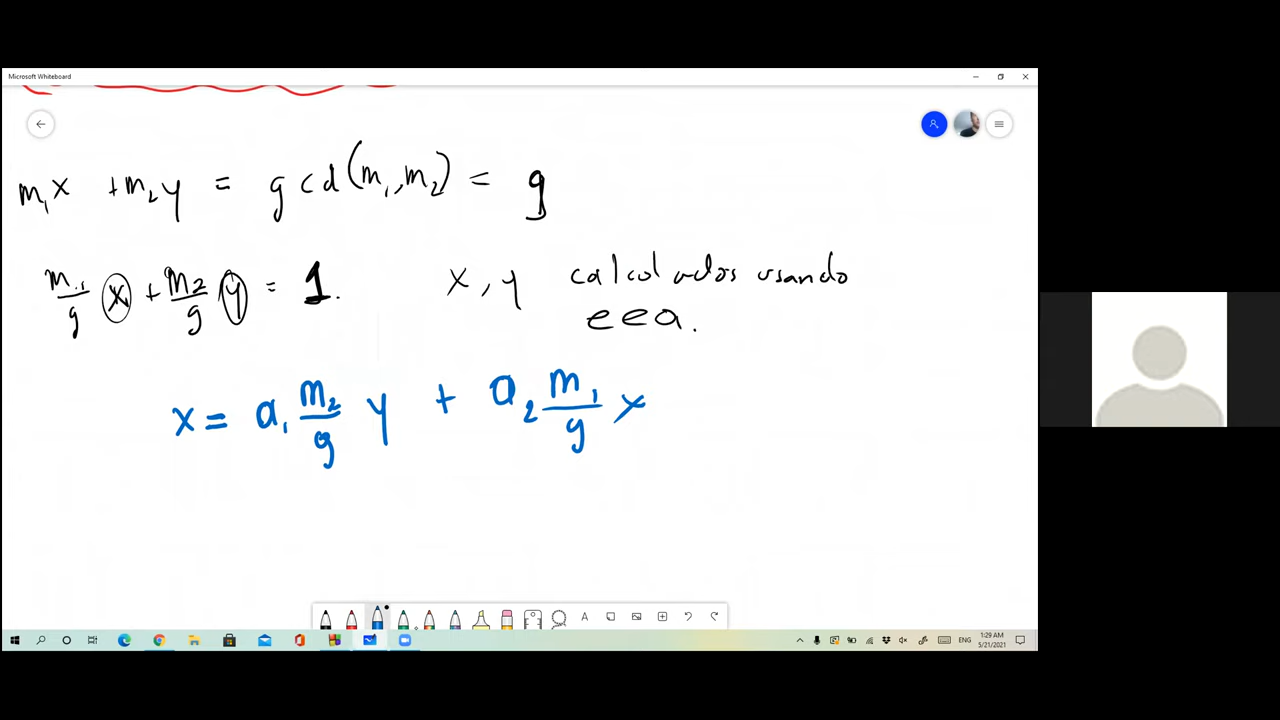 Microsoft Whiteboard
m₁x + m₂y = gcd(m₁, m₂) = g
m₁/g x + m₂/g y = 1. x, y calculados usando
eea.
x = a₁ m₂/g y + a₂ m₁/g x
A
ENG
1:29 AM
5/21/2021